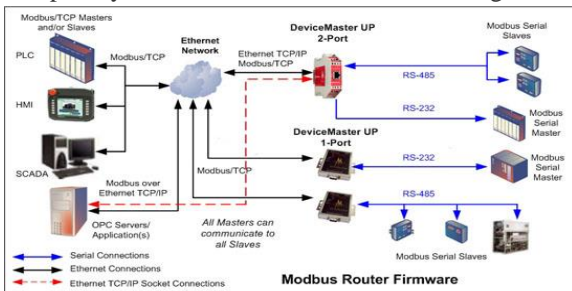 Modbus/TCP Masters
and/or Slaves
PLC
Modbus/TCP
HMI
SCADA
Modbus over
Ethernet TCP/IP
OPC Servers/
Application(s)
Ethernet
Network
Ethernet TCP/IP
Modbus/TCP
DeviceMaster UP
2-Port
Modbus Serial
Slaves
RS-485
RS-232
Modbus
Serial
Master
DeviceMaster UP
1-Port
Modbus/TCP
RS-232
Modbus
Serial
Master
RS-485
All Masters can
communicate to
all Slaves
Modbus Serial Slaves
Serial Connections
Ethernet Connections
Ethernet TCP/IP Socket Connections
Modbus Router Firmware